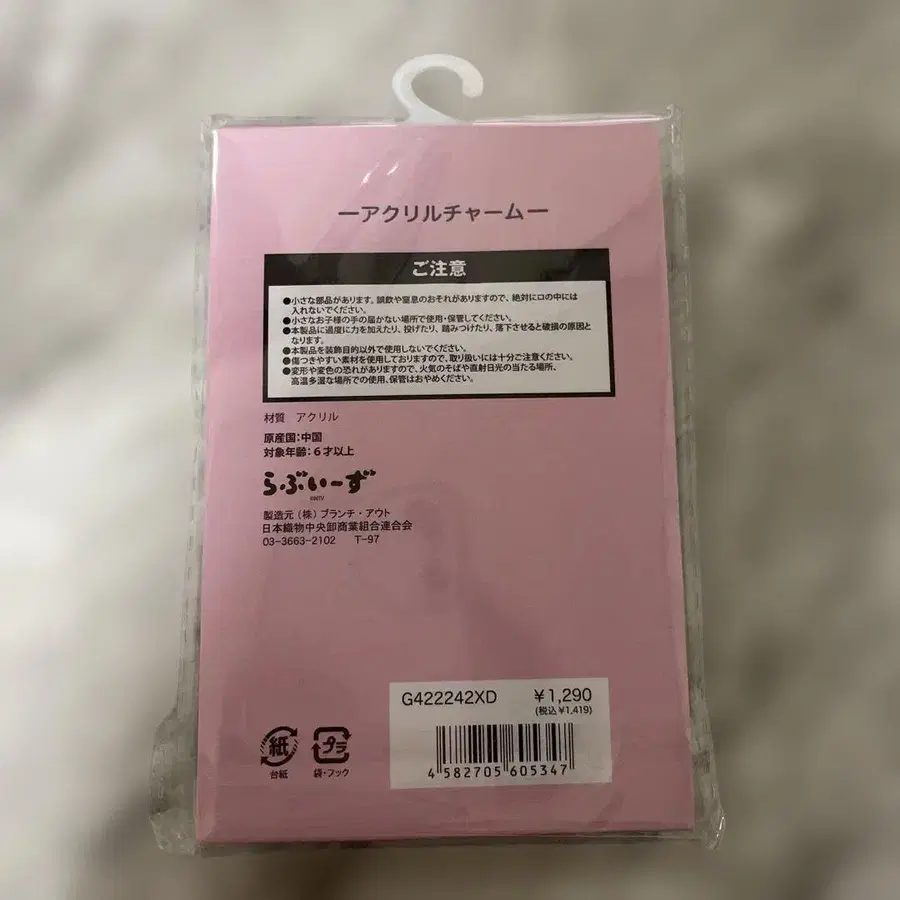 ーアクリルチャームー
ご注意
●小さな部品があります。誤飲や窒息のおそれがありますので、絶対に口の中には
入れないでください。
●小さなお子様の手の届かない場所で使用・保管してください。
●本製品に過度に力を加えたり、投げたり、踏みつけたり、落下させると破損の原因と
なります。
●本製品を装飾目的以外で使用しないでください。
●傷つきやすい素材を使用しておりますので、取り扱いには十分ご注意ください。
●変形や変色の恐れがありますので、火気のそばや直射日光の当たる場所、
高温多湿な場所での使用、保管はおやめください。
材質 アクリル
原産国：中国
対象年齢：6才以上
らぶいーず
©NTV
製造元（株）ブランチ・アウト
日本織物中央卸商業組合連合会
03-3663-2102 T-97
G422242XD ¥1,290
(税込¥1,419)
紙 プラ
台紙 袋・フック
4 582705 605347